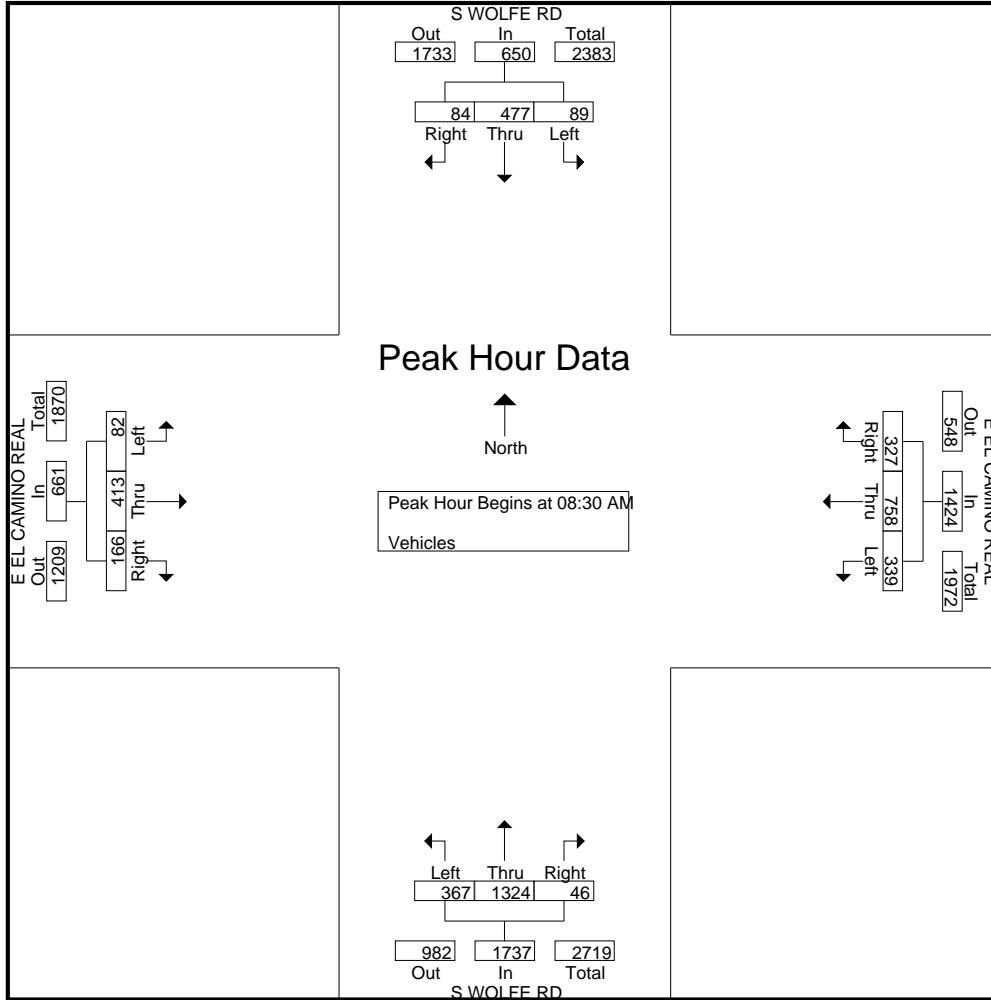 S WOLFE RD
Out In Total
1733 650 2383
84 477 89
Right Thru Left
Peak Hour Data
North
Peak Hour Begins at 08:30 AM
Vehicles
E EL CAMINO REAL
Out In Total
1209 661 1870
82 413 166
Left Thru Right
E EL CAMINO REAL
Out In Total
548 1424 1972
327 758 339
Right Thru Left
Left Thru Right
367 1324 46
982 1737 2719
Out In Total
S WOLFE RD